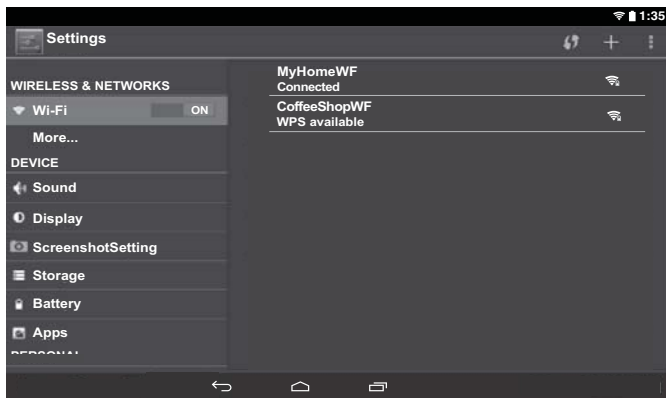 1:35
Settings
WIRELESS & NETWORKS
Wi-Fi ON
More...
DEVICE
Sound
Display
ScreenshotSetting
Storage
Battery
Apps
PERSONAL
MyHomeWF
Connected
CoffeeShopWF
WPS available